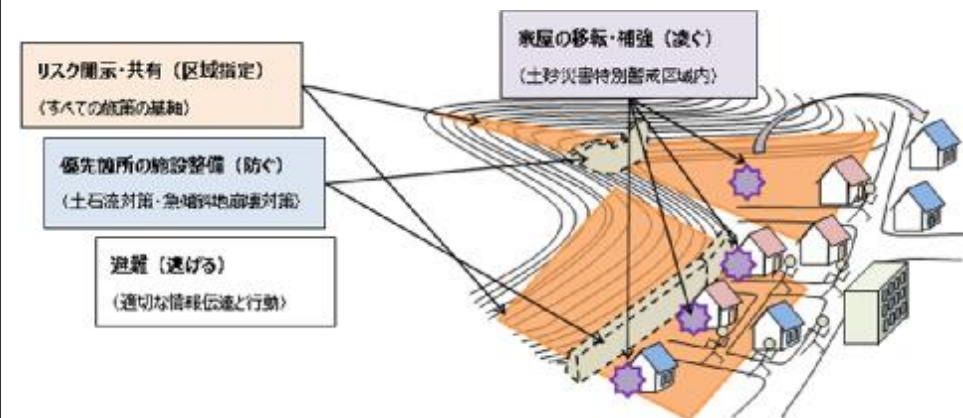 リスク開示・共有（区域指定）
（すべての施策の基軸）
優先箇所の施設整備（防ぐ）
（土石流対策・急傾斜地崩壊対策）
避難（逃げる）
（適切な情報伝達と行動）
家屋の移転・補強（凌ぐ）
（土砂災害特別警戒区域内）